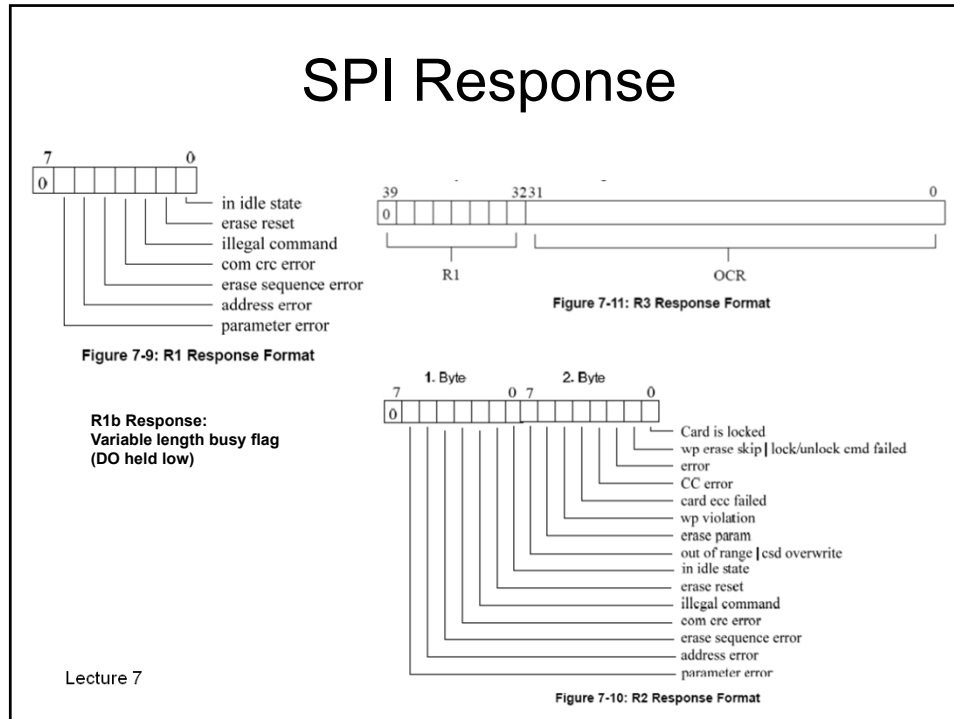 SPI Response
7 0
0
in idle state
erase reset
illegal command
com crc error
erase sequence error
address error
parameter error
Figure 7-9: R1 Response Format
39 3231 0
0
R1 OCR
Figure 7-11: R3 Response Format
R1b Response:
Variable length busy flag
(DO held low)
1. Byte 2. Byte
7 0 7 0
0
Card is locked
wp erase skip | lock/unlock cmd failed
error
CC error
card ecc failed
wp violation
erase param
out of range | csd overwrite
in idle state
erase reset
illegal command
com crc error
erase sequence error
address error
parameter error
Figure 7-10: R2 Response Format
Lecture 7